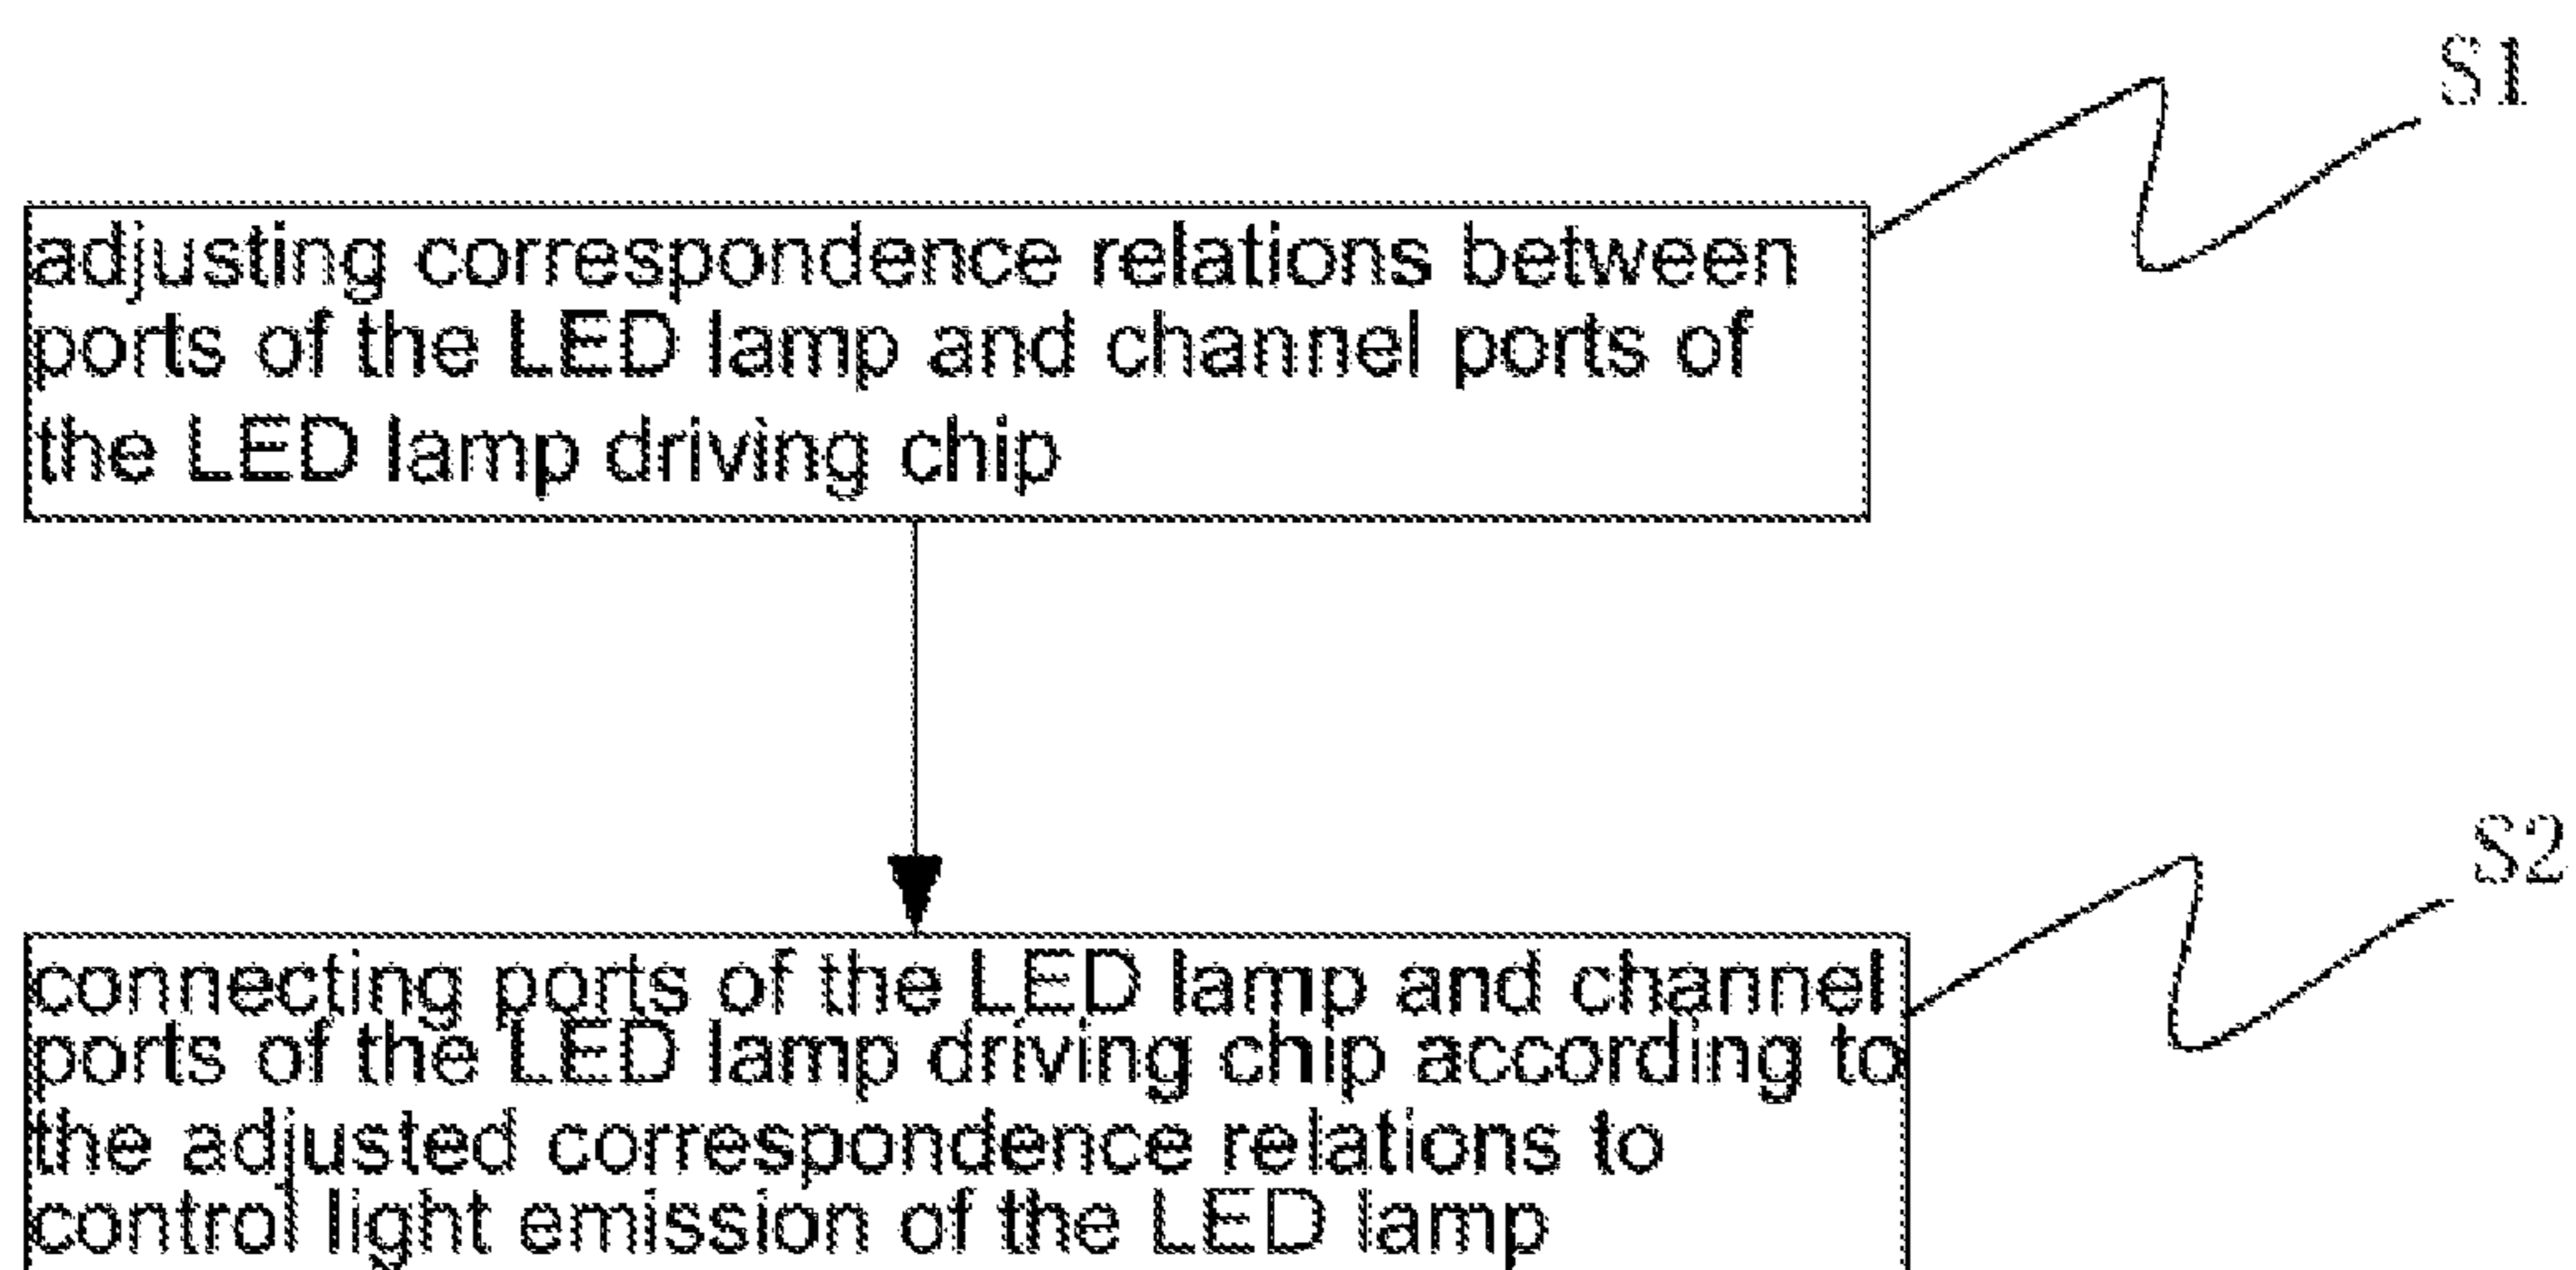 S1
adjusting correspondence relations between
ports of the LED lamp and channel ports of
the LED lamp driving chip
S2
connecting ports of the LED lamp and channel
ports of the LED lamp driving chip according to
the adjusted correspondence relations to
control light emission of the LED lamp